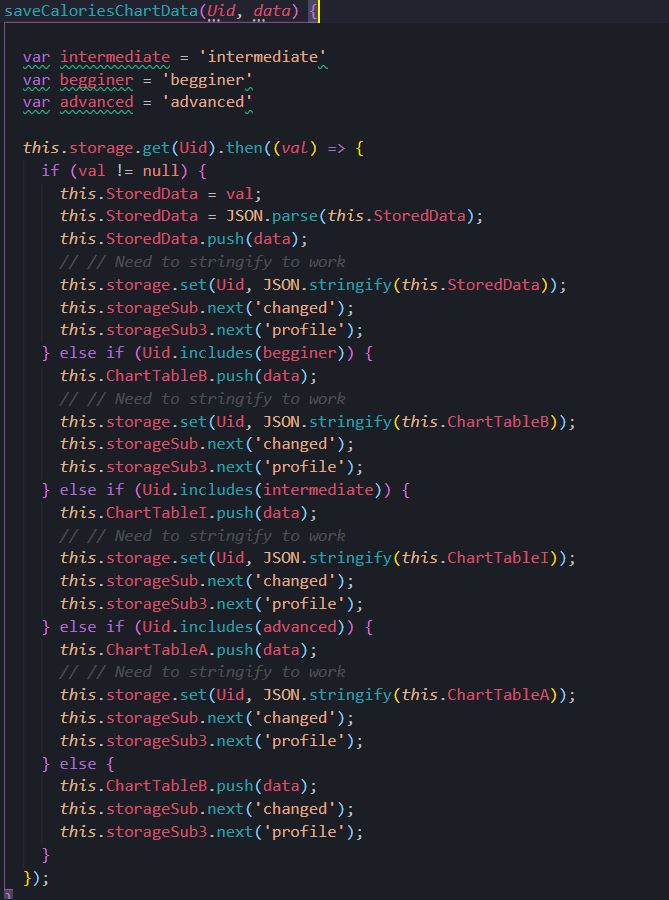 saveCaloriesChartData(Uid, data) {
var intermediate = 'intermediate'
var begginer = 'begginer'
var advanced = 'advanced'
this.storage.get(Uid).then((val) => {
if (val != null) {
this.StoredData = val;
this.StoredData = JSON.parse(this.StoredData);
this.StoredData.push(data);
// // Need to stringify to work
this.storage.set(Uid, JSON.stringify(this.StoredData));
this.storageSub.next('changed');
this.storageSub3.next('profile');
} else if (Uid.includes(begginer)) {
this.ChartTableB.push(data);
// // Need to stringify to work
this.storage.set(Uid, JSON.stringify(this.ChartTableB));
this.storageSub.next('changed');
this.storageSub3.next('profile');
} else if (Uid.includes(intermediate)) {
this.ChartTableI.push(data);
// // Need to stringify to work
this.storage.set(Uid, JSON.stringify(this.ChartTableI));
this.storageSub.next('changed');
this.storageSub3.next('profile');
} else if (Uid.includes(advanced)) {
this.ChartTableA.push(data);
// // Need to stringify to work
this.storage.set(Uid, JSON.stringify(this.ChartTableA));
this.storageSub.next('changed');
this.storageSub3.next('profile');
} else {
this.ChartTableB.push(data);
this.storageSub.next('changed');
this.storageSub3.next('profile');
}
});
}